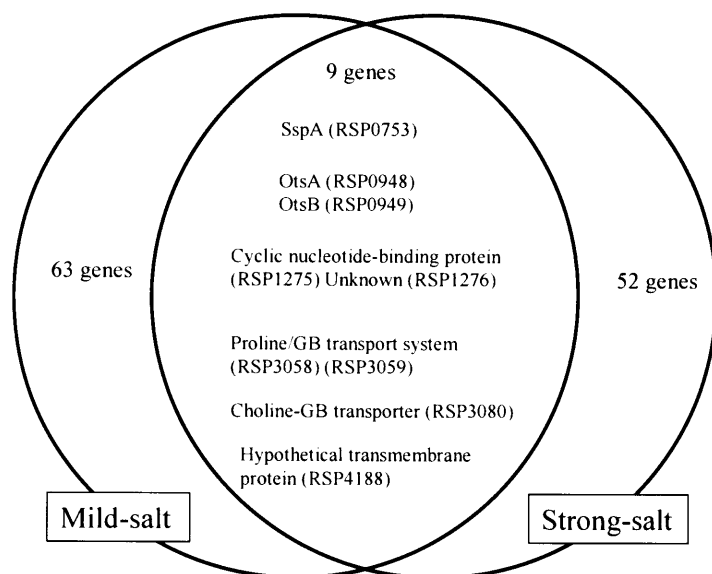 9 genes
SspA (RSP0753)
OtsA (RSP0948)
OtsB (RSP0949)
Cyclic nucleotide-binding protein
(RSP1275) Unknown (RSP1276)
63 genes
52 genes
Proline/GB transport system
(RSP3058) (RSP3059)
Choline-GB transporter (RSP3080)
Hypothetical transmembrane
protein (RSP4188)
Mild-salt
Strong-salt